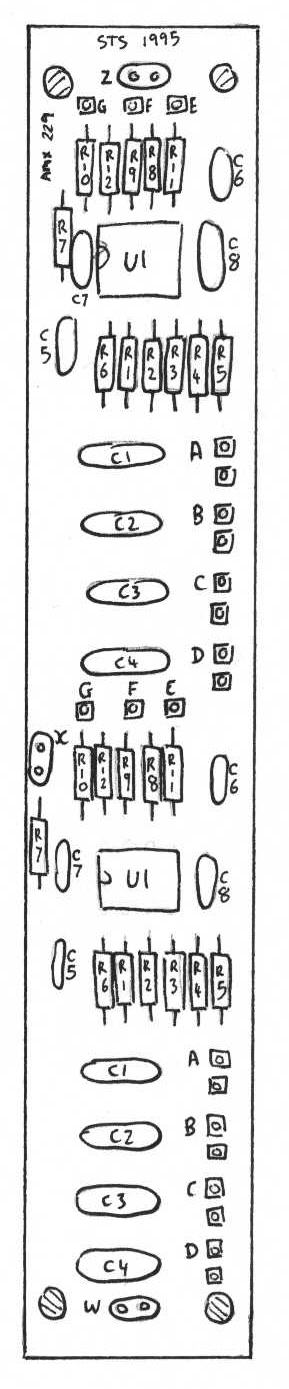 STS 1995
Z
G F E
AMX 229
R10 R12 R9 R8 R11
C6
R7
C7
U1
C8
C5
R6 R1 R2 R3 R4 R5
C1 A
C2 B
C3 C
C4 D
G F E
X
R10 R12 R9 R8 R11
C6
R7
C7
U1
C8
C5
R6 R1 R2 R3 R4 R5
C1 A
C2 B
C3 C
C4 D
W